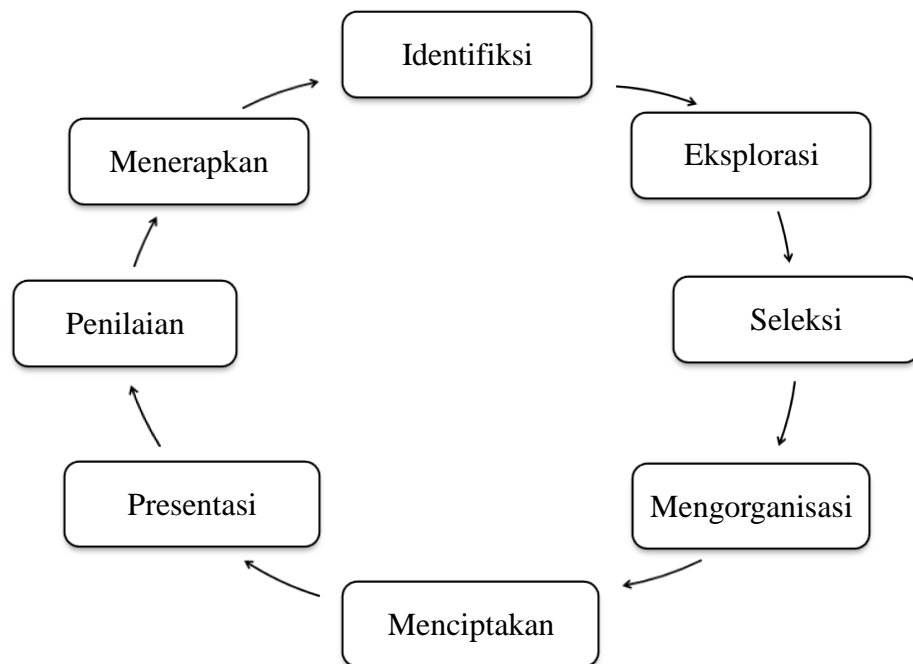 Identifiksi
Eksplorasi
Seleksi
Mengorganisasi
Menciptakan
Presentasi
Penilaian
Menerapkan